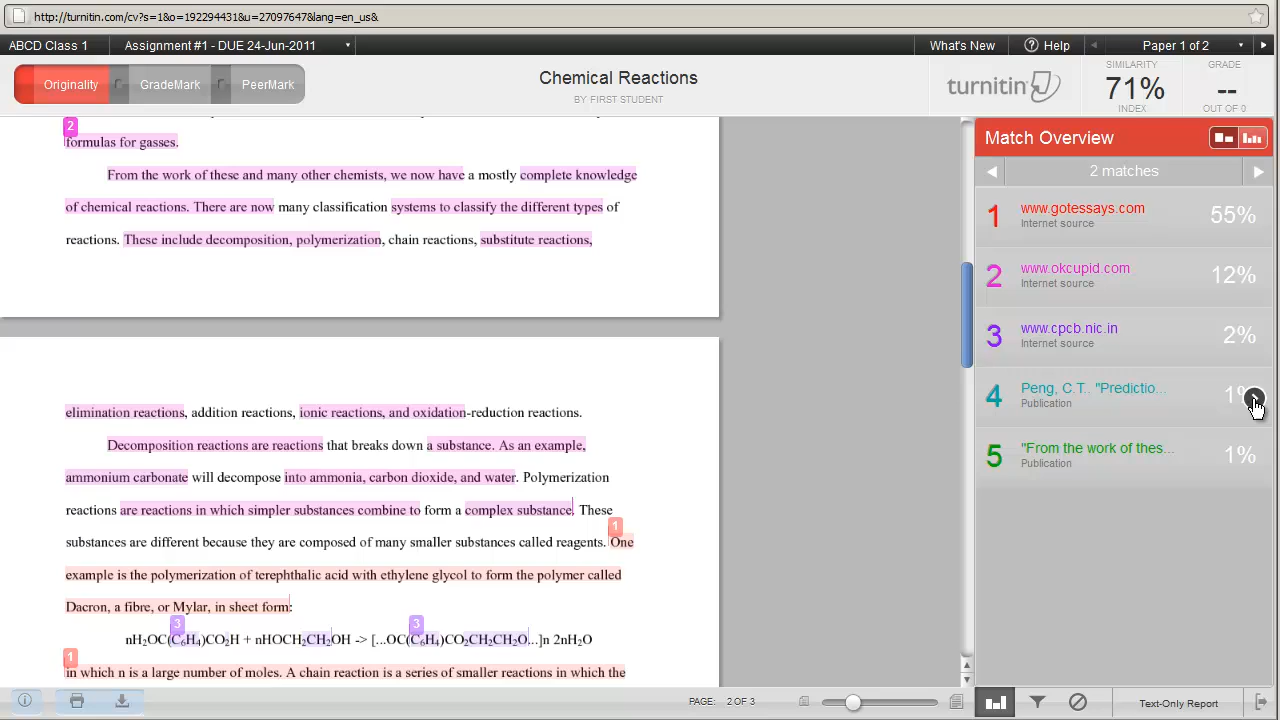 http://turnitin.com/cv?s=1&o=192294431&u=27097647&lang=en_us&
ABCD Class 1
Assignment #1 - DUE 24-Jun-2011
What's New
Help
Paper 1 of 2
Originality
GradeMark
PeerMark
Chemical Reactions
BY FIRST STUDENT
turnitin
SIMILARITY
71%
INDEX
GRADE
--
OUT OF 0
2
formulas for gasses.
From the work of these and many other chemists, we now have a mostly complete knowledge
of chemical reactions. There are now many classification systems to classify the different types of
reactions. These include decomposition, polymerization, chain reactions, substitute reactions,
elimination reactions, addition reactions, ionic reactions, and oxidation-reduction reactions.
Decomposition reactions are reactions that breaks down a substance. As an example,
ammonium carbonate will decompose into ammonia, carbon dioxide, and water. Polymerization
reactions are reactions in which simpler substances combine to form a complex substance. These
1
substances are different because they are composed of many smaller substances called reagents. One
example is the polymerization of terephthalic acid with ethylene glycol to form the polymer called
Dacron, a fibre, or Mylar, in sheet form:
3
3
nH₂OC(C₆H₄)CO₂H + nHOCH₂CH₂OH -> [...OC(C₆H₄)CO₂CH₂CH₂O...]n 2nH₂O
1
in which n is a large number of moles. A chain reaction is a series of smaller reactions in which the
Match Overview
2 matches
1
www.gotessays.com
Internet source
55%
2
www.okcupid.com
Internet source
12%
3
www.cpcb.nic.in
Internet source
2%
4
Peng, C.T.. "Predictio...
Publication
5
"From the work of thes...
Publication
1%
PAGE: 2 OF 3
Text-Only Report